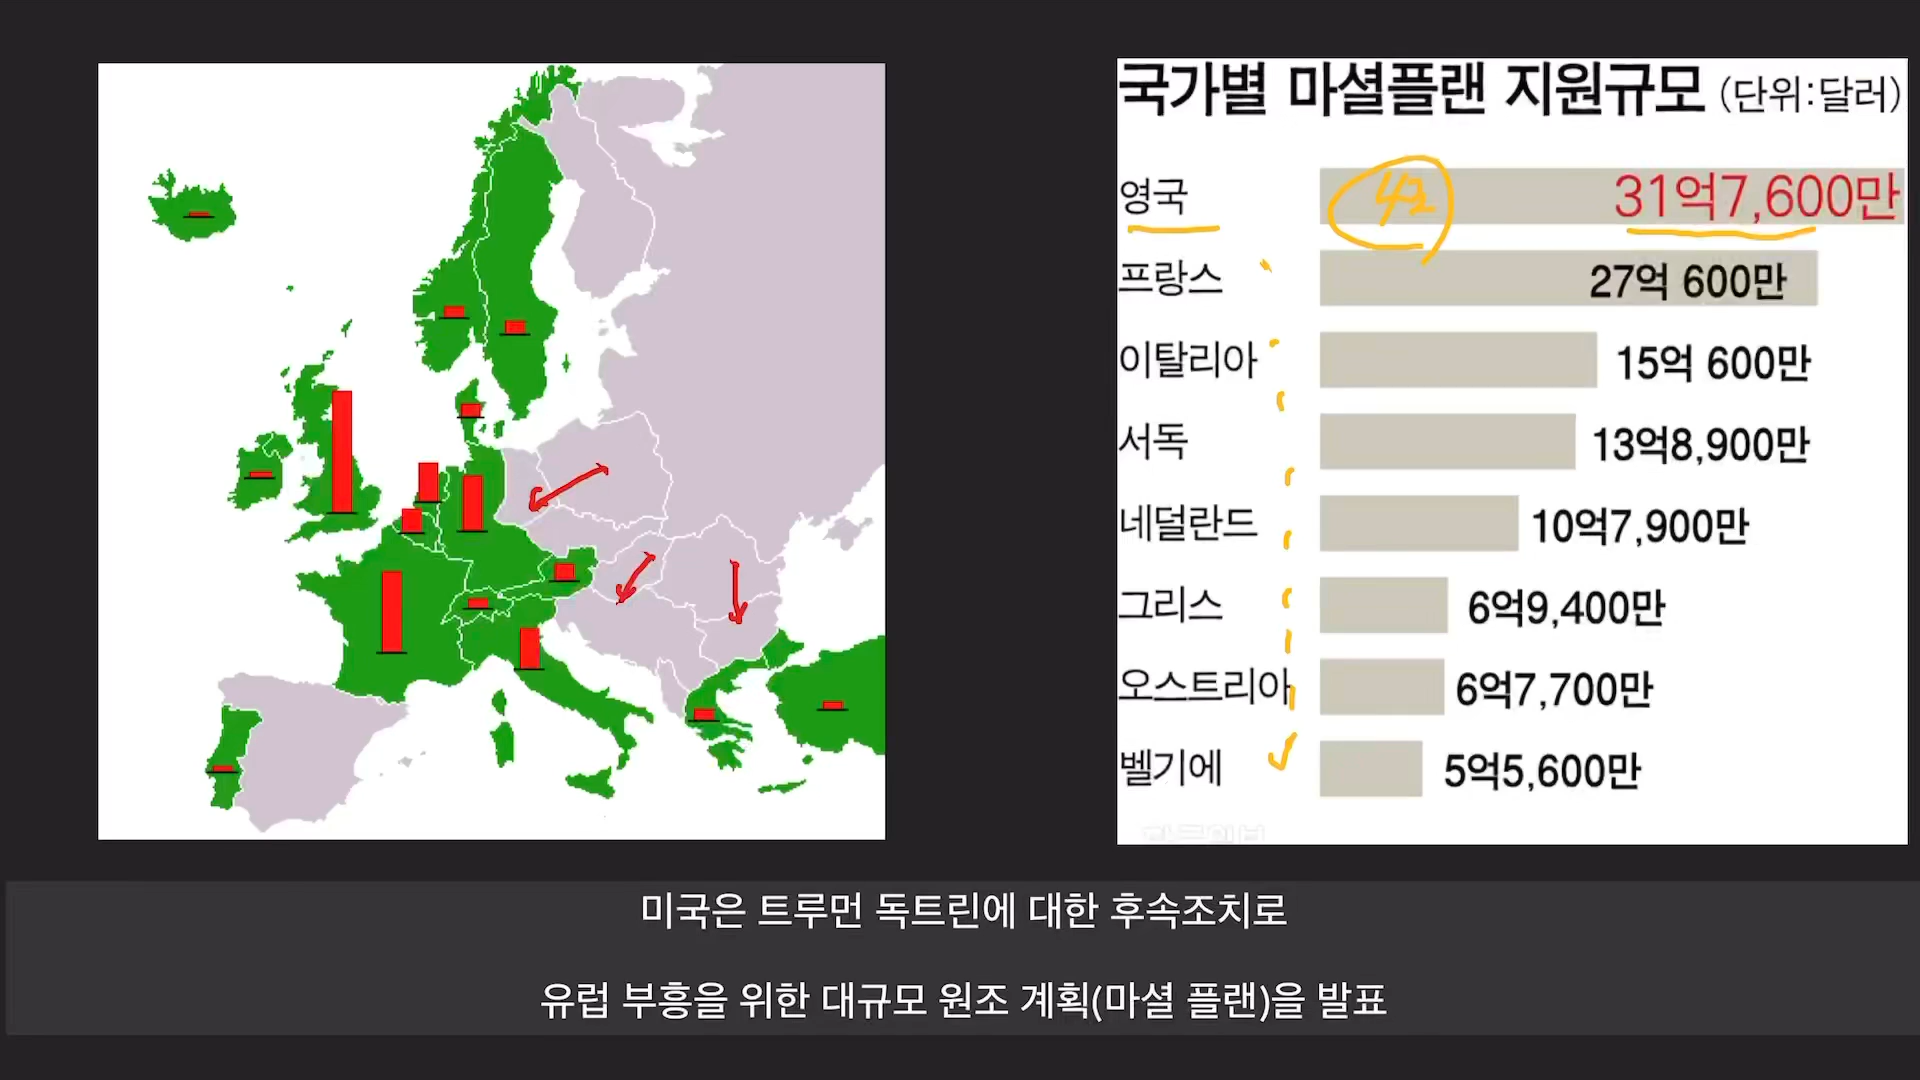 국가별 마셜플랜 지원규모 (단위:달러)
영국 4조 31억7,600만
프랑스 27억 600만
이탈리아 15억 600만
서독 13억8,900만
네덜란드 10억7,900만
그리스 6억9,400만
오스트리아 6억7,700만
벨기에 5억5,600만
미국은 트루먼 독트린에 대한 후속조치로
유럽 부흥을 위한 대규모 원조 계획(마셜 플랜)을 발표